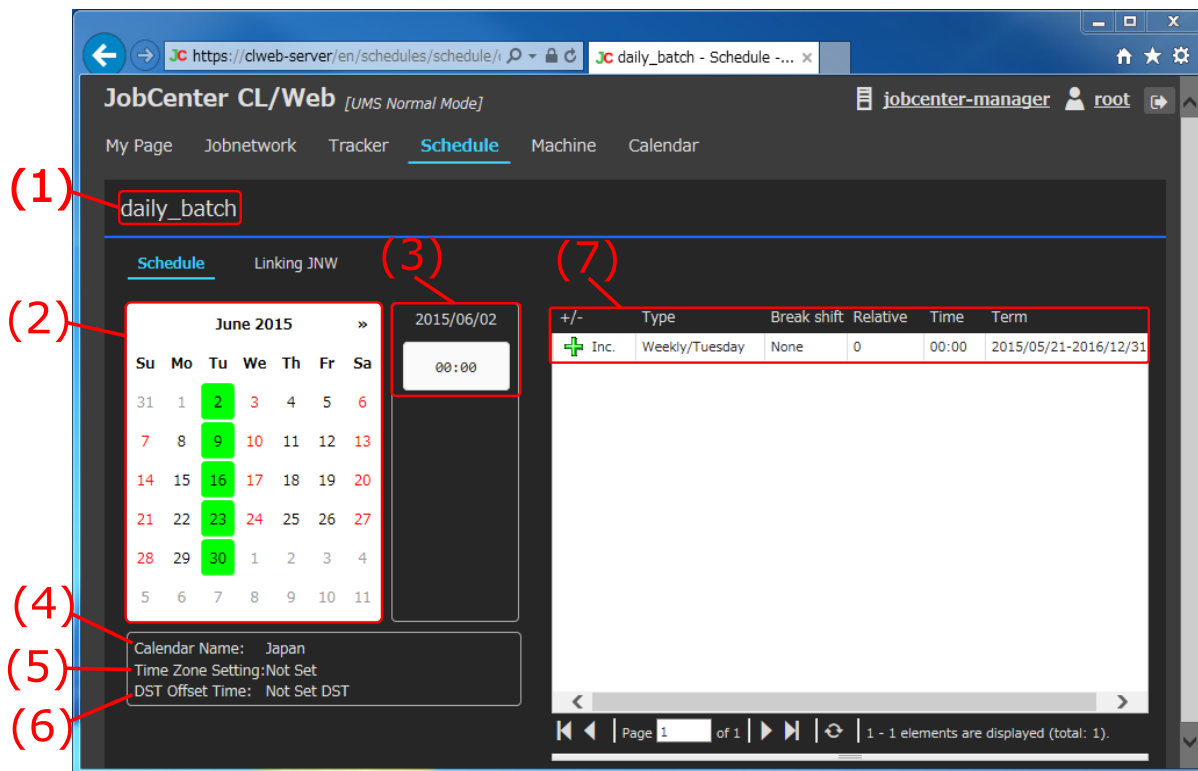 https://clweb-server/en/schedules/schedule/
JC daily_batch - Schedule -...
JobCenter CL/Web [UMS Normal Mode]
jobcenter-manager root
My Page Jobnetwork Tracker Schedule Machine Calendar
(1)
daily_batch
Schedule Linking JNW
(3)
(7)
(2)
June 2015 »
Su Mo Tu We Th Fr Sa
31 1 2 3 4 5 6
7 8 9 10 11 12 13
14 15 16 17 18 19 20
21 22 23 24 25 26 27
28 29 30 1 2 3 4
5 6 7 8 9 10 11
2015/06/02
00:00
+/- Type Break shift Relative Time Term
Inc. Weekly/Tuesday None 0 00:00 2015/05/21-2016/12/31
(4)
Calendar Name: Japan
(5)
Time Zone Setting:Not Set
(6)
DST Offset Time: Not Set DST
Page 1 of 1 1 - 1 elements are displayed (total: 1).